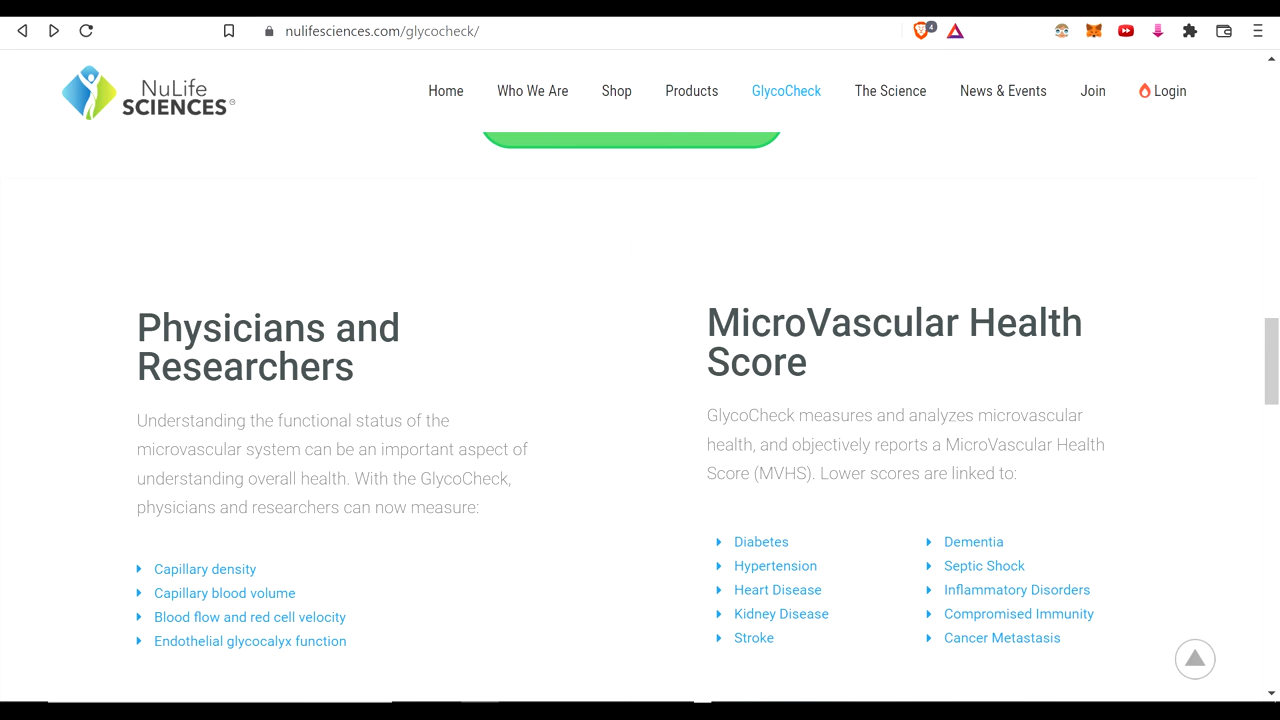 nulifesciences.com/glycocheck/
4
NuLife
SCIENCES
Home Who We Are Shop Products GlycoCheck The Science News & Events Join Login
Physicians and
Researchers
Understanding the functional status of the
microvascular system can be an important aspect of
understanding overall health. With the GlycoCheck,
physicians and researchers can now measure:
Capillary density
Capillary blood volume
Blood flow and red cell velocity
Endothelial glycocalyx function
MicroVascular Health
Score
GlycoCheck measures and analyzes microvascular
health, and objectively reports a MicroVascular Health
Score (MVHS). Lower scores are linked to:
Diabetes
Hypertension
Heart Disease
Kidney Disease
Stroke
Dementia
Septic Shock
Inflammatory Disorders
Compromised Immunity
Cancer Metastasis